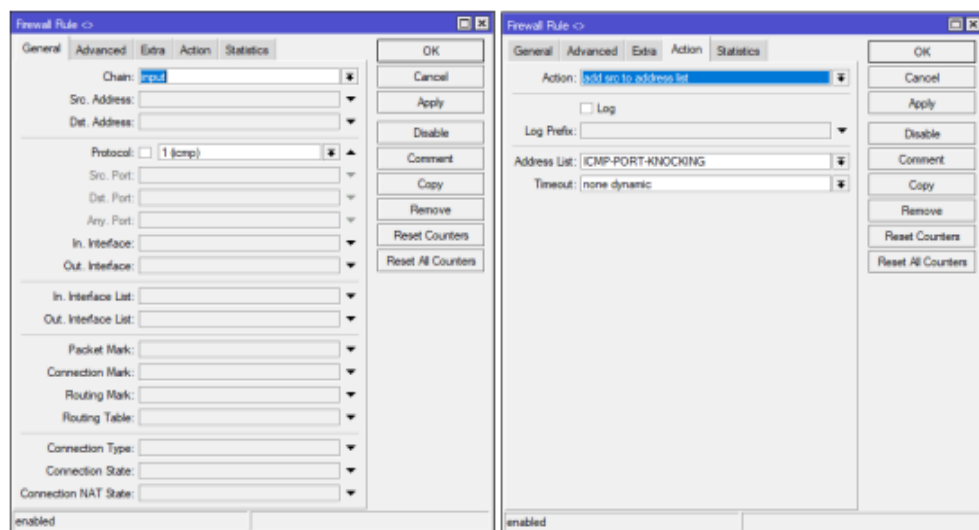 Firewall Rule <>
General Advanced Extra Action Statistics
Chain: input
Src. Address:
Dst. Address:
Protocol: 1 (icmp)
Src. Port:
Dst. Port:
Any. Port:
In. Interface:
Out. Interface:
In. Interface List:
Out. Interface List:
Packet Mark:
Connection Mark:
Routing Mark:
Routing Table:
Connection Type:
Connection State:
Connection NAT State:
OK
Cancel
Apply
Disable
Comment
Copy
Remove
Reset Counters
Reset All Counters
enabled
Firewall Rule <>
General Advanced Extra Action Statistics
Action: add src to address list
Log
Log Prefix:
Address List: ICMP-PORT-KNOCKING
Timeout: none dynamic
OK
Cancel
Apply
Disable
Comment
Copy
Remove
Reset Counters
Reset All Counters
enabled